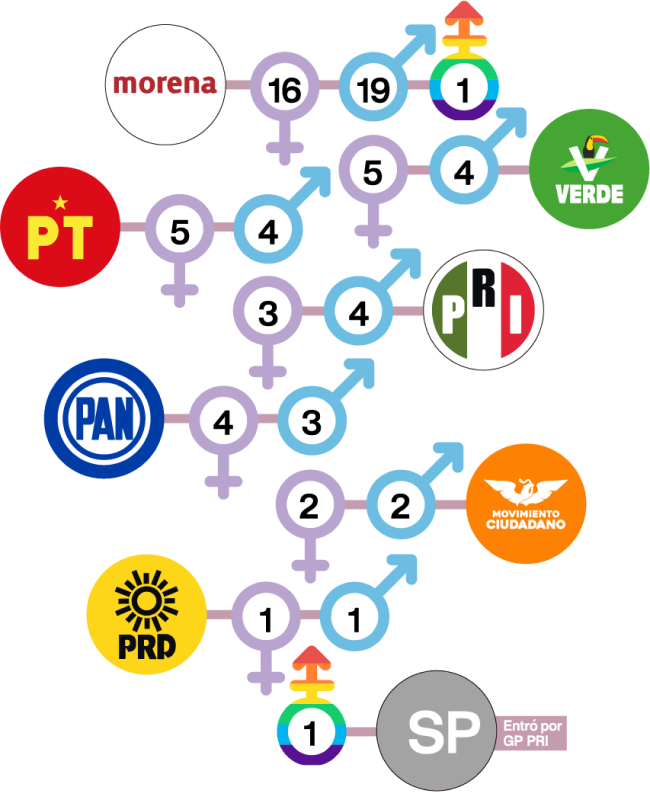 morena
16
19
1
5
4
VERDE
PT
5
4
3
4
PRI
PAN
4
3
2
2
MOVIMIENTO
CIUDADANO
PRD
1
1
1
SP
Entró por
GP PRI